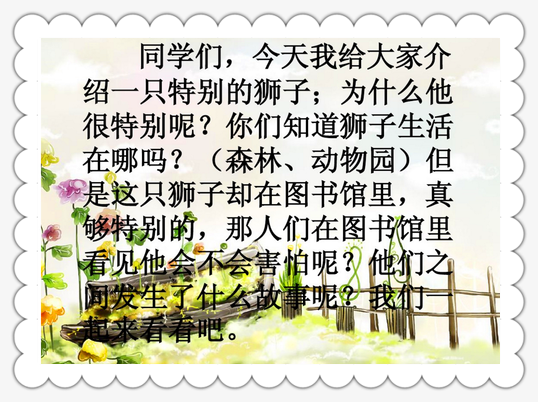 同学们，今天我给大家介
绍一只特别的狮子；为什么他
很特别呢？你们知道狮子生活
在哪吗？（森林、动物园）但
是这只狮子却在图书馆里，真
够特别的，那人们在图书馆里
看见他会不会害怕呢？他们之
间发生了什么故事呢？我们一
起来看看吧。